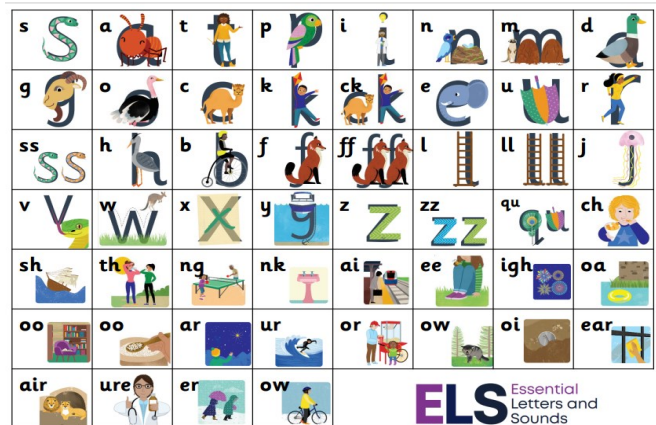 s a t p i n m d
g o c k ck e u r
ss h b f ff l ll j
v w x y z zz qu ch
sh th ng nk ai ee igh oa
oo oo ar ur or ow oi ear
air ure er ow
ELS Essential
Letters and
Sounds